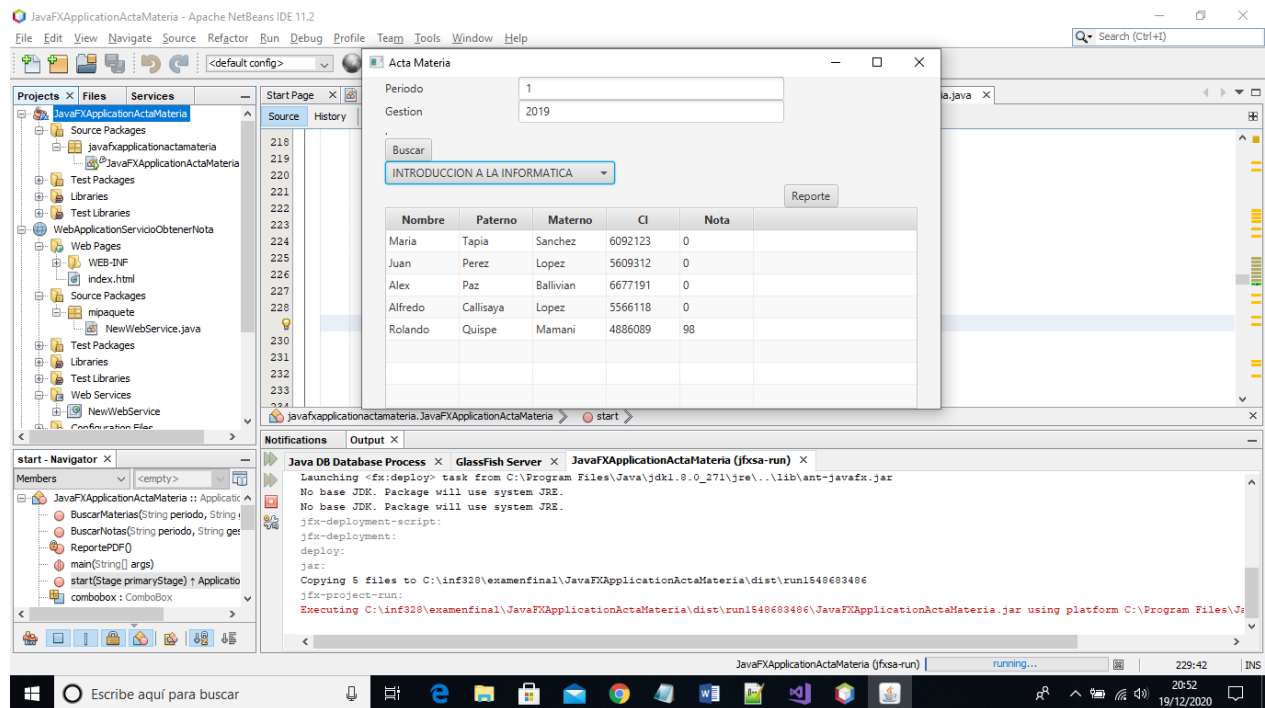 JavaFXApplicationActaMateria - Apache NetBeans IDE 11.2
File Edit View Navigate Source Refactor Run Debug Profile Team Tools Window Help
Search (Ctrl+I)
<default config>
Projects Files Services
JavaFXApplicationActaMateria
Source Packages
javafxapplicationactamateria
JavaFXApplicationActaMateria
Test Packages
Libraries
Test Libraries
WebApplicationServicioObtenerNota
Web Pages
WEB-INF
index.html
Source Packages
mipaquete
NewWebService.java
Test Packages
Libraries
Test Libraries
Web Services
NewWebService
Configuration Files
Start Page
ia.java
Source History
218
219
220
221
222
223
224
225
226
227
228
230
231
232
233
234
Acta Materia
Periodo 1
Gestion 2019
.
Buscar
INTRODUCCION A LA INFORMATICA
Reporte
Nombre Paterno Materno CI Nota
Maria Tapia Sanchez 6092123 0
Juan Perez Lopez 5609312 0
Alex Paz Ballivian 6677191 0
Alfredo Callisaya Lopez 5566118 0
Rolando Quispe Mamani 4886089 98
javafxapplicationactamateria.JavaFXApplicationActaMateria start
start - Navigator
Members <empty>
JavaFXApplicationActaMateria :: Applicatic
BuscarMaterias(String periodo, String
BuscarNotas(String periodo, String ges
ReportePDF()
main(String[] args)
start(Stage primaryStage) ↑ Applicatio
combobox : ComboBox
Notifications Output
Java DB Database Process GlassFish Server JavaFXApplicationActaMateria (jfxsa-run)
Launching <fx:deploy> task from C:\Program Files\Java\jdk1.8.0_271\jre\..\lib\ant-javafx.jar
No base JDK. Package will use system JRE.
No base JDK. Package will use system JRE.
jfx-deployment-script:
jfx-deployment:
deploy:
jar:
Copying 5 files to C:\inf328\examenfinal\JavaFXApplicationActaMateria\dist\run1548683486
jfx-project-run:
Executing C:\inf328\examenfinal\JavaFXApplicationActaMateria\dist\run1548683486\JavaFXApplicationActaMateria.jar using platform C:\Program Files\Ja
JavaFXApplicationActaMateria (jfxsa-run) running... 229:42 INS
Escribe aquí para buscar
20:52
19/12/2020